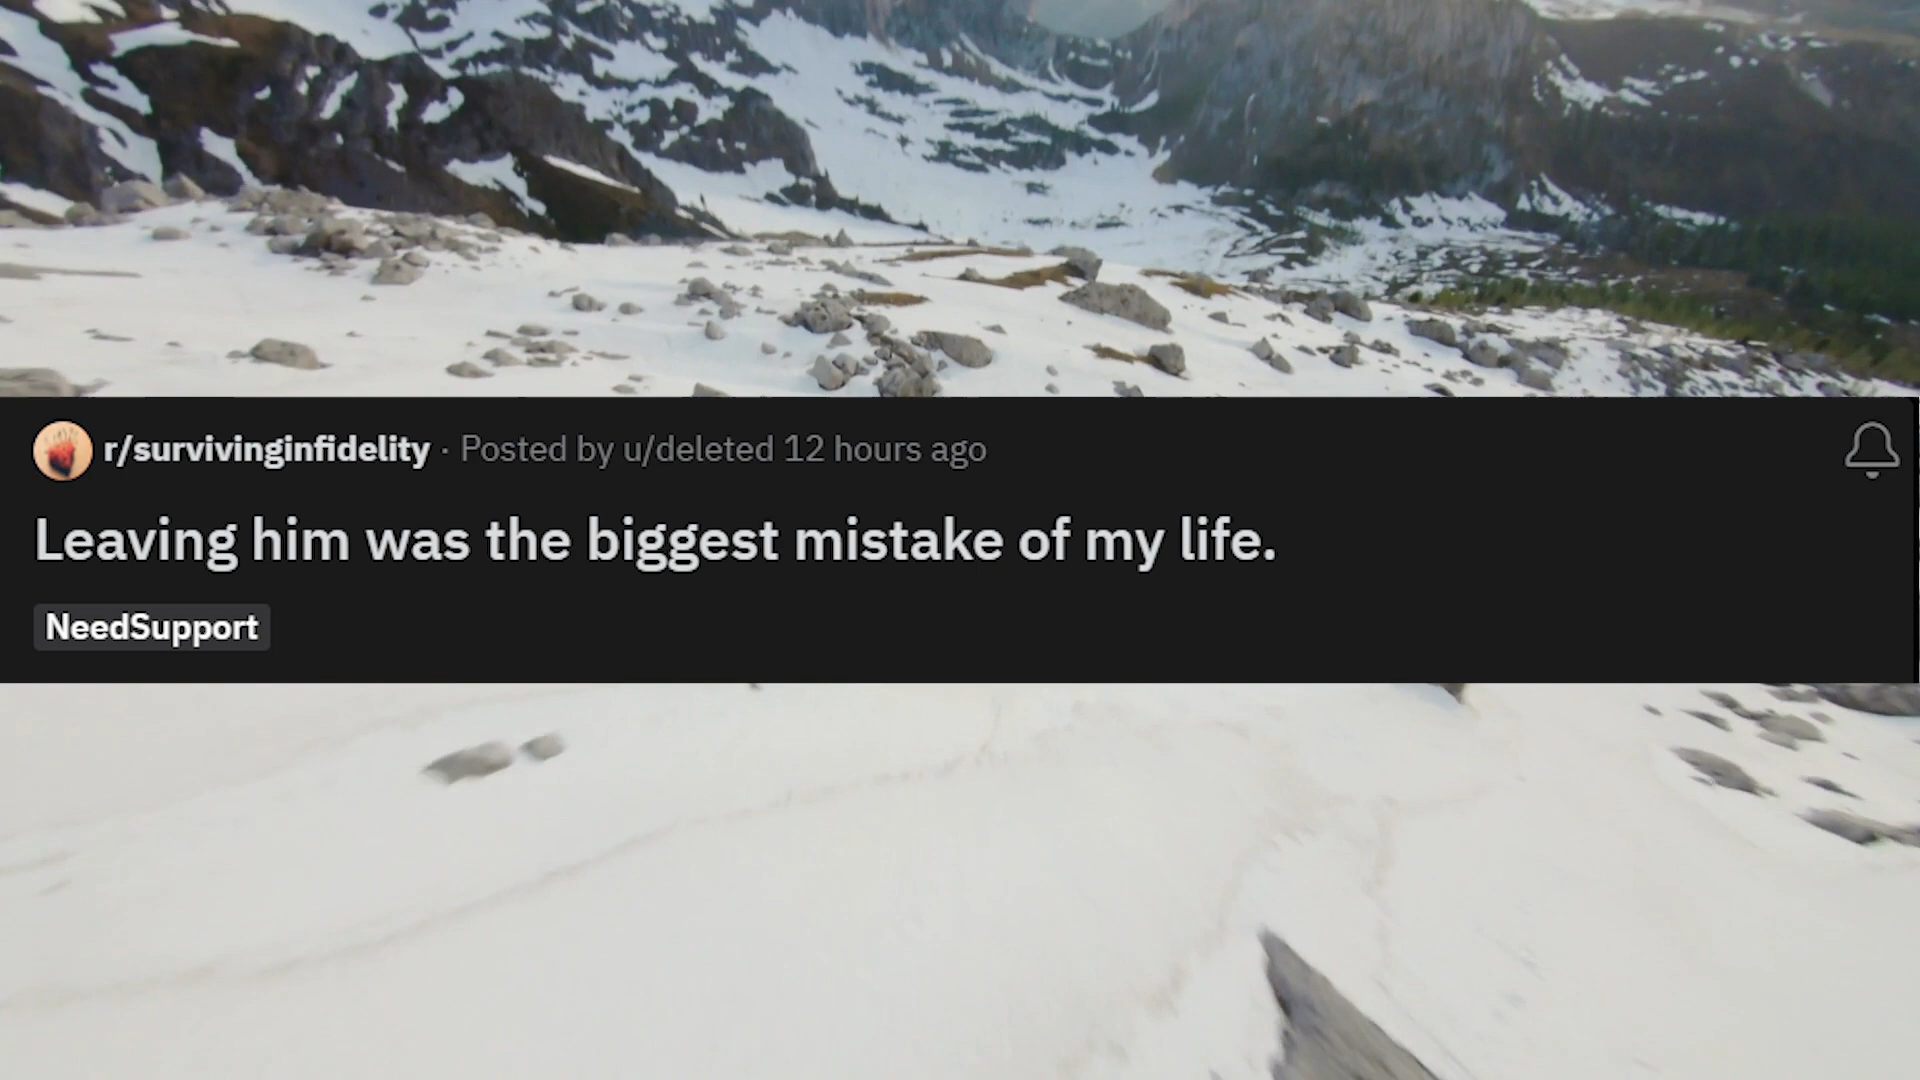 r/survivinginfidelity · Posted by u/deleted 12 hours ago
Leaving him was the biggest mistake of my life.
NeedSupport